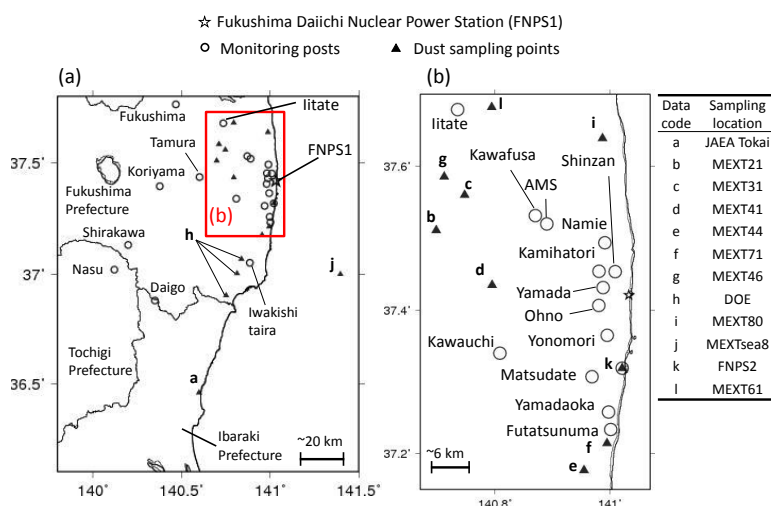 Fukushima Daiichi Nuclear Power Station (FNPS1)
Monitoring posts
Dust sampling points
(a)
Fukushima
Iitate
Tamura
FNPS1
37.5˚
Koriyama
Fukushima
Prefecture
(b)
Shirakawa
h
j
Nasu
37˚
Daigo
Iwakishi
taira
Tochigi
Prefecture
36.5˚
a
Ibaraki
Prefecture
~20 km
140˚
140.5˚
141˚
141.5˚
(b)
l
Iitate
i
Shinzan
37.6˚
Kawafusa
g
AMS
c
b
Namie
Kamihatori
d
Yamada
37.4˚
Ohno
Yonomori
Kawauchi
k
Matsudate
Yamadaoka
Futatsunuma
f
37.2˚
~6 km
e
140.8˚
141˚
Data code Sampling location
a JAEA Tokai
b MEXT21
c MEXT31
d MEXT41
e MEXT44
f MEXT71
g MEXT46
h DOE
i MEXT80
j MEXTsea8
k FNPS2
l MEXT61